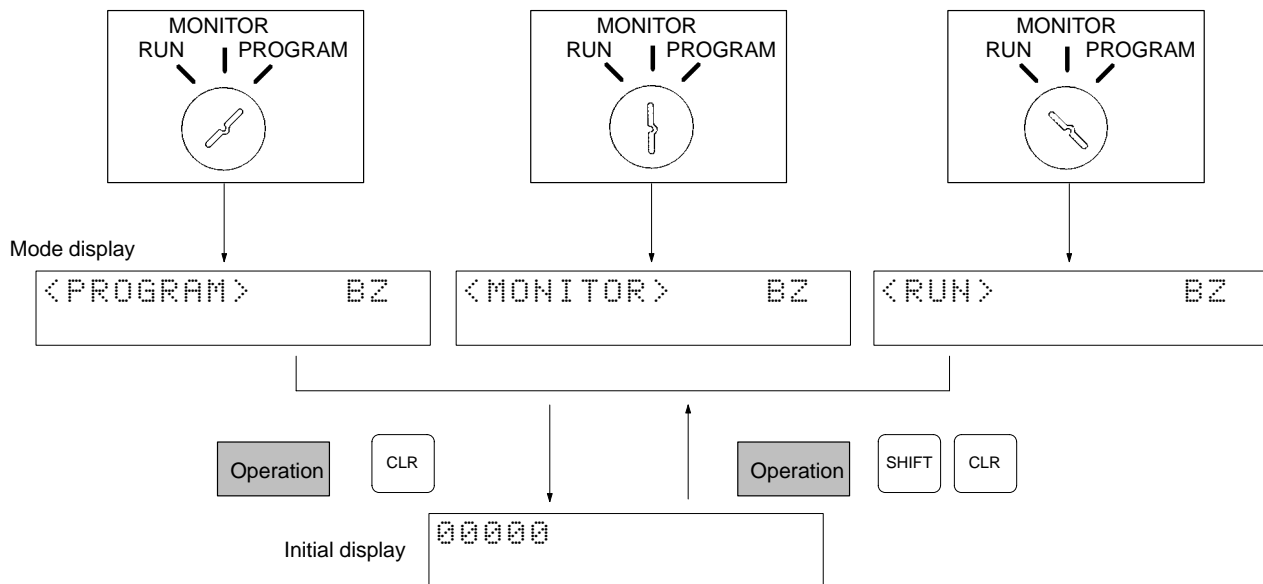 MONITOR
RUN PROGRAM
MONITOR
RUN PROGRAM
MONITOR
RUN PROGRAM
Mode display
<PROGRAM> BZ
<MONITOR> BZ
<RUN> BZ
Operation
CLR
Operation
SHIFT
CLR
Initial display
00000